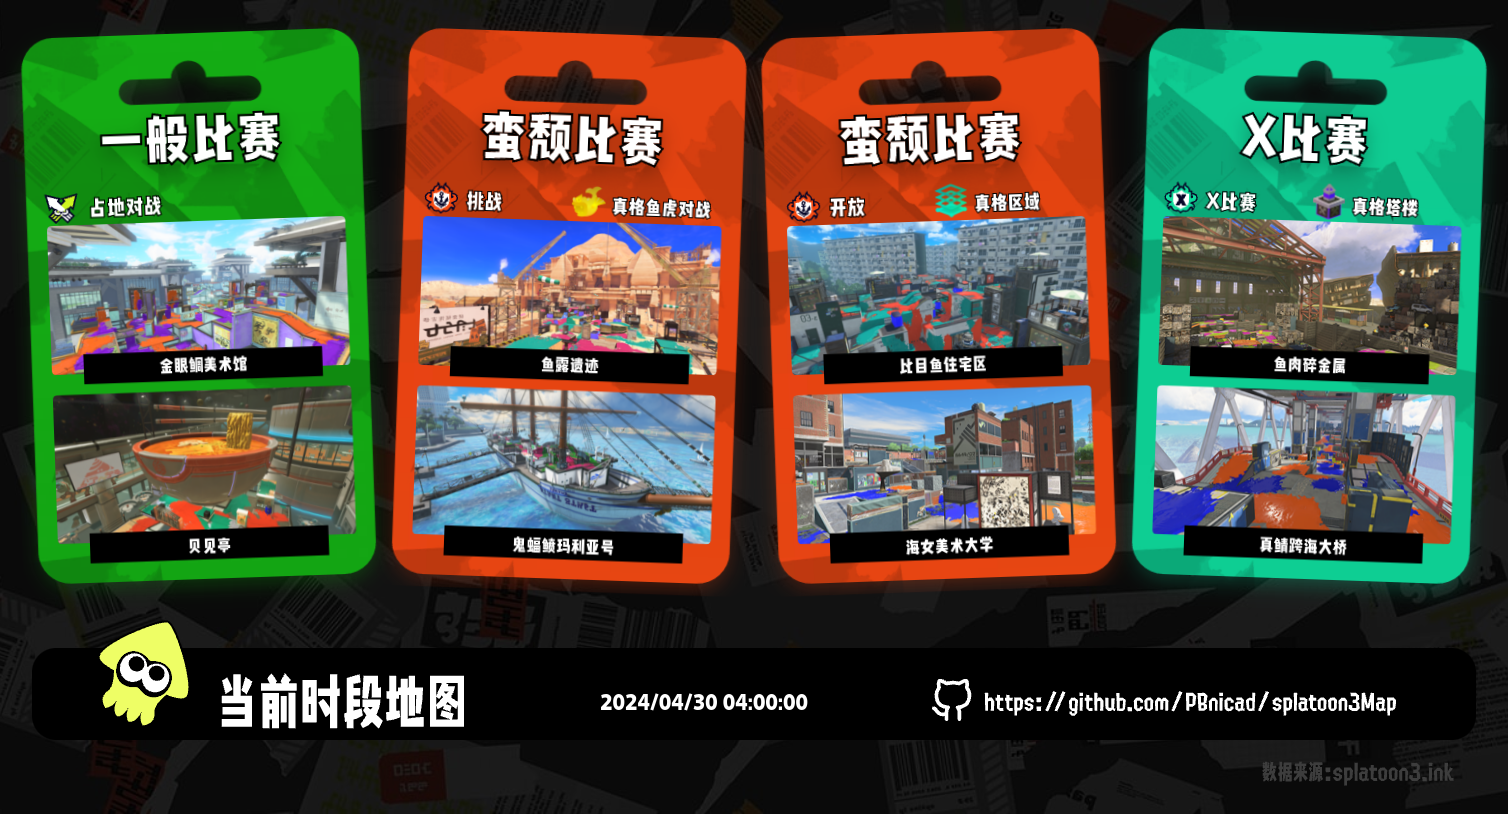 一般比赛
占地对战
金眼鲷美术馆
贝见亭
蛮颓比赛
挑战
真格鱼虎对战
鱼露遗迹
鬼蝠鲼玛利亚号
蛮颓比赛
开放
真格区域
比目鱼住宅区
海女美术大学
X比赛
X比赛
真格塔楼
鱼肉碎金属
真鲭跨海大桥
当前时段地图
2024/04/30 04:00:00
https://github.com/PBnicad/splatoon3Map
数据来源:splatoon3.ink